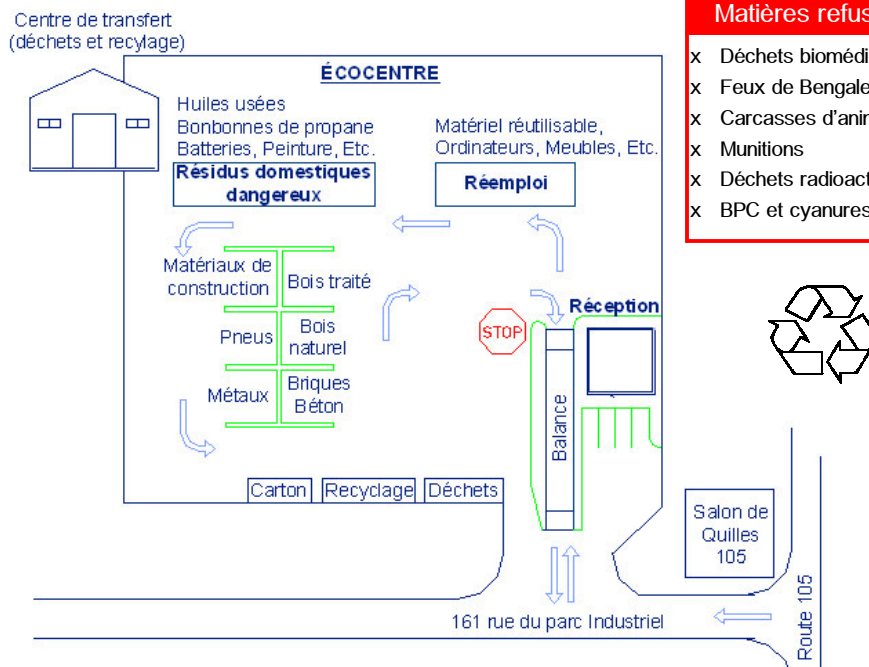 Centre de transfert
(déchets et recylage)
ÉCOCENTRE
Huiles usées
Bonbonnes de propane
Batteries, Peinture, Etc.
Résidus domestiques
dangereux
Matériel réutilisable,
Ordinateurs, Meubles, Etc.
Réemploi
Matières refus
x Déchets bioméd
x Feux de Bengale
x Carcasses d'anir
x Munitions
x Déchets radioact
x BPC et cyanures
Matériaux de
construction
Bois traité
Pneus
Bois
naturel
Métaux
Briques
Béton
STOP
Réception
Balance
Carton
Recyclage
Déchets
Salon de
Quilles
105
161 rue du parc Industriel
Route 105